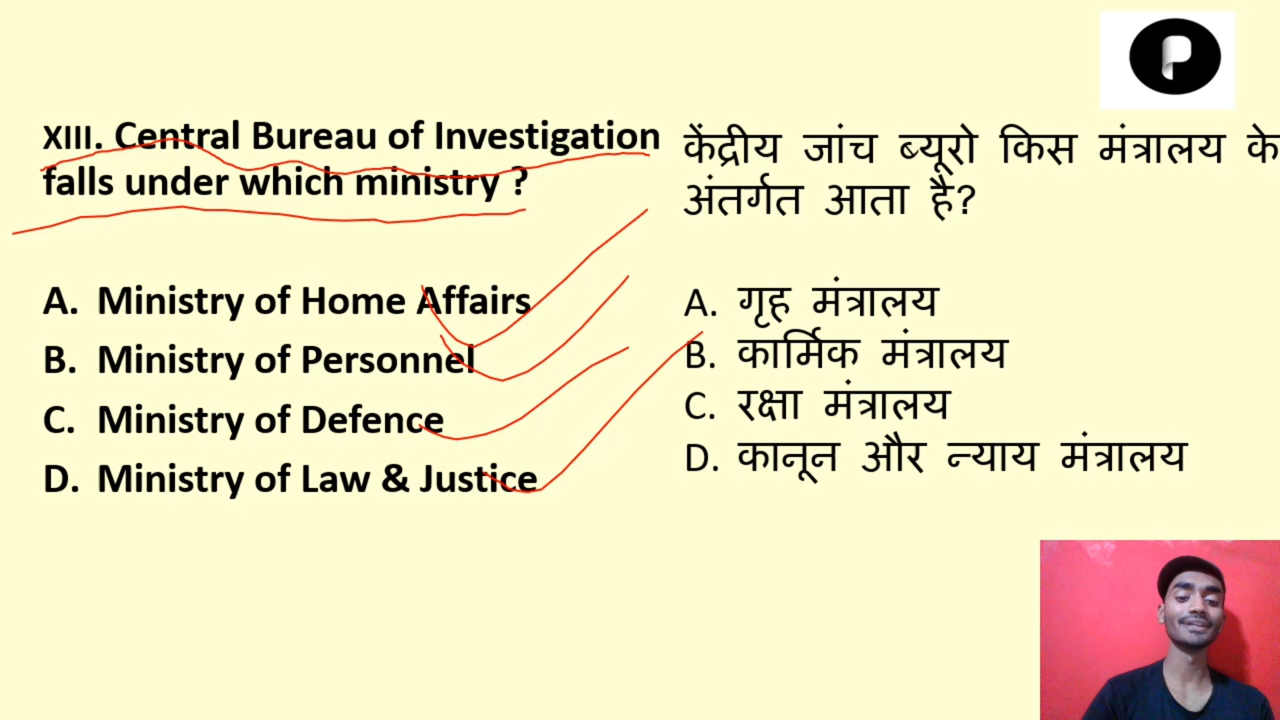 XIII. Central Bureau of Investigation
falls under which ministry ?
A. Ministry of Home Affairs
B. Ministry of Personnel
C. Ministry of Defence
D. Ministry of Law & Justice
केंद्रीय जांच ब्यूरो किस मंत्रालय के
अंतर्गत आता है?
A. गृह मंत्रालय
B. कार्मिक मंत्रालय
C. रक्षा मंत्रालय
D. कानून और न्याय मंत्रालय
P